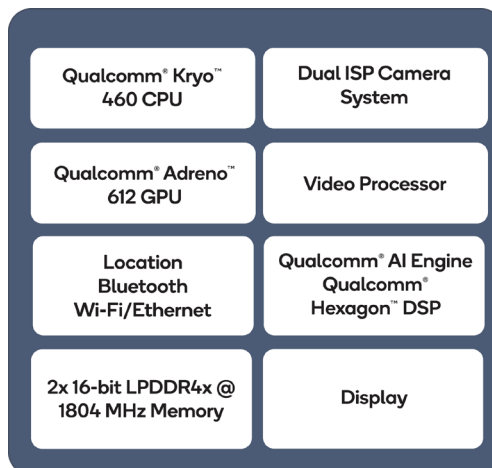 Qualcomm® Kryo™
460 CPU
Dual ISP Camera
System
Qualcomm® Adreno™
612 GPU
Video Processor
Location
Bluetooth
Wi-Fi/Ethernet
Qualcomm® AI Engine
Qualcomm®
Hexagon™ DSP
2x 16-bit LPDDR4x @
1804 MHz Memory
Display